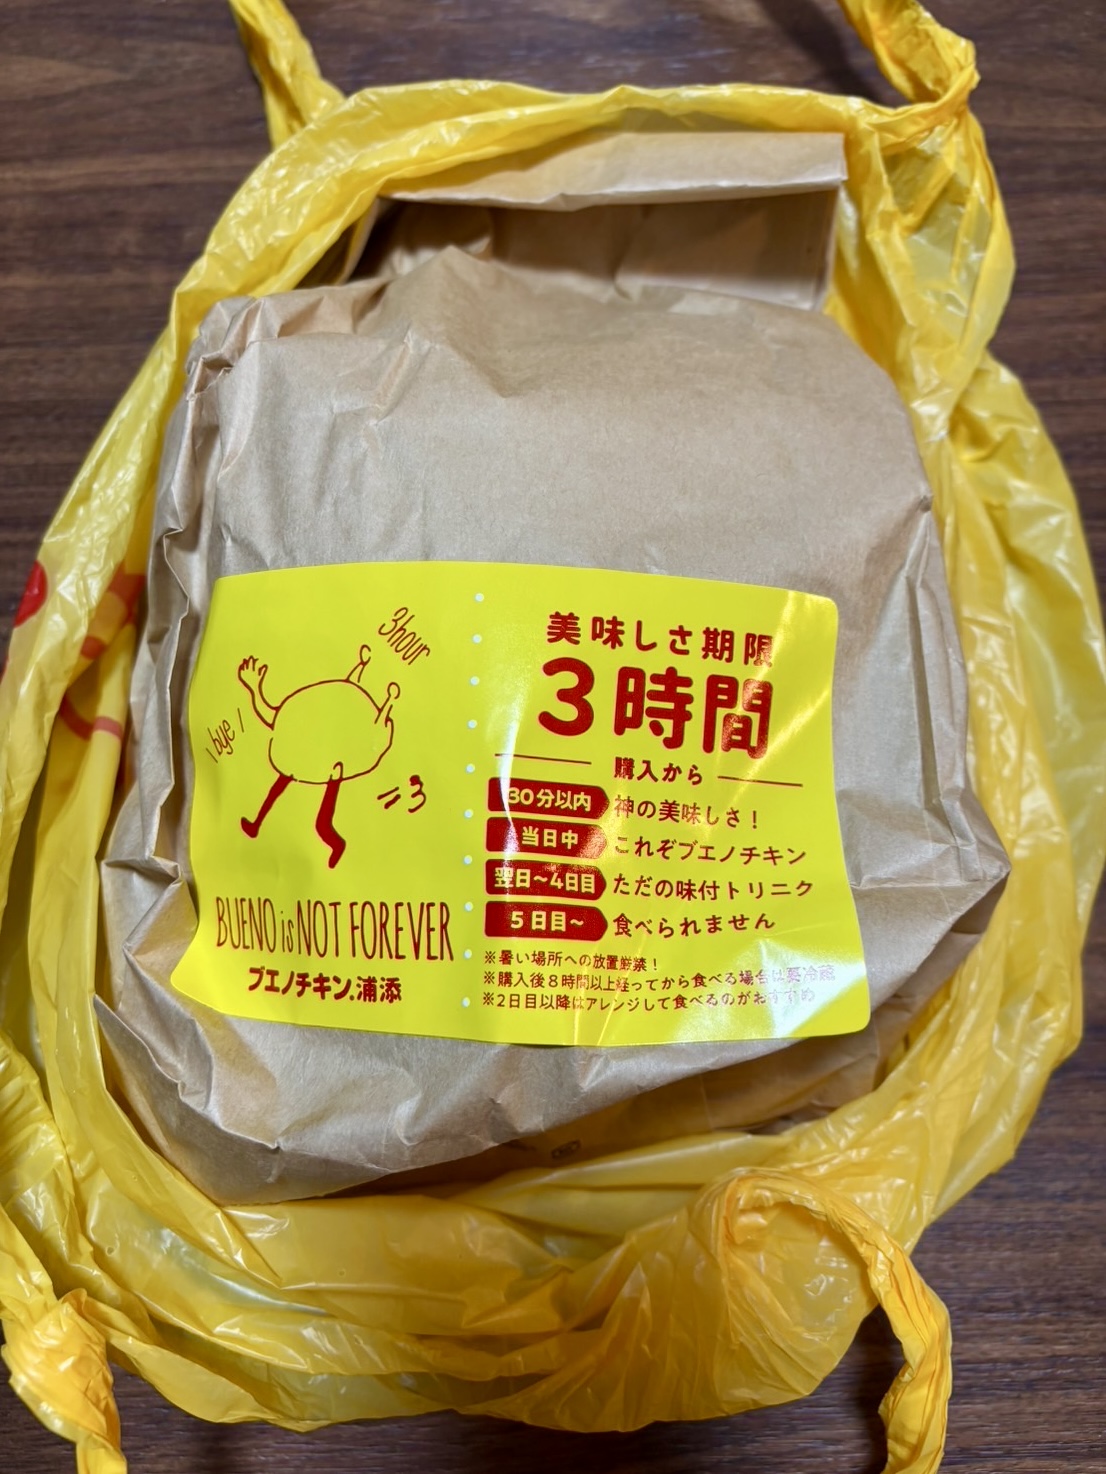 3hour
\ bye /
=3
BUENO is NOT FOREVER
ブエノチキン.浦添
美味しさ期限
3時間
購入から
30分以内 神の美味しさ!
当日中 これぞブエノチキン
翌日~4日目 ただの味付トリニク
5日目~ 食べられません
※暑い場所への放置厳禁!
※購入後8時間以上経ってから食べる場合は要冷蔵
※2日目以降はアレンジして食べるのがおすすめ